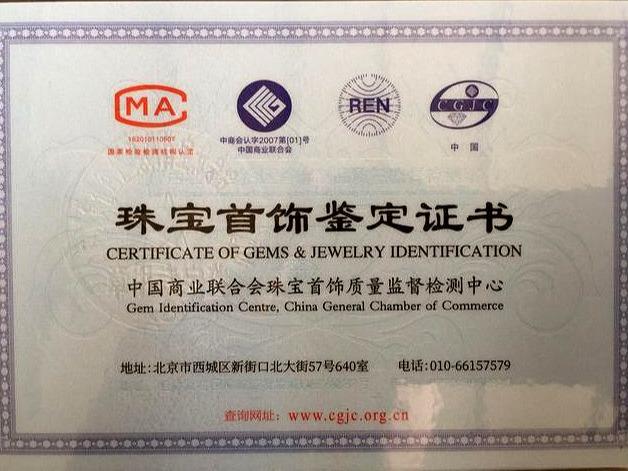 MA
REN
CGJC
国家检验检测机构认定
中商会认字2007第[01]号
中国商业联合会
中 国
珠宝首饰鉴定证书
CERTIFICATE OF GEMS & JEWELRY IDENTIFICATION
中国商业联合会珠宝首饰质量监督检测中心
Gem Identification Centre, China General Chamber of Commerce
地址:北京市西城区新街口北大街57号640室 电话:010-66157579
查询网址: www.cgjc.org.cn